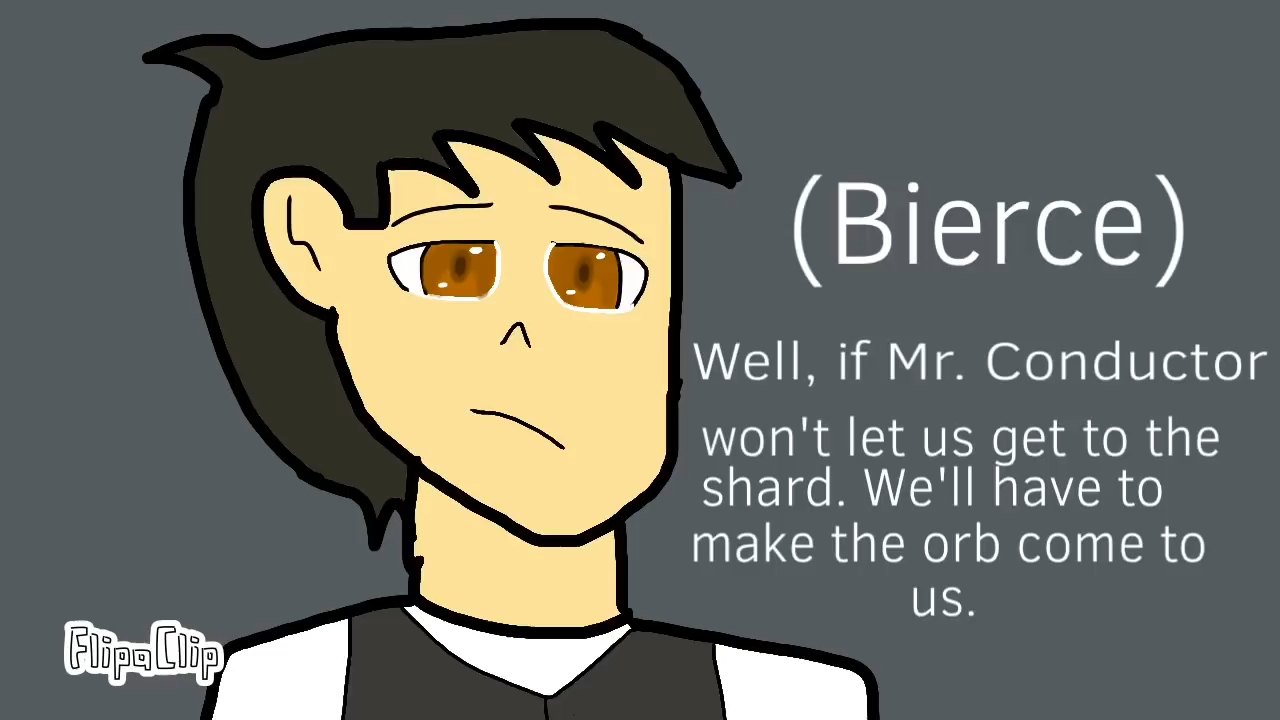 (Bierce)
Well, if Mr. Conductor
won't let us get to the
shard. We'll have to
make the orb come to
us.
FlipaClip